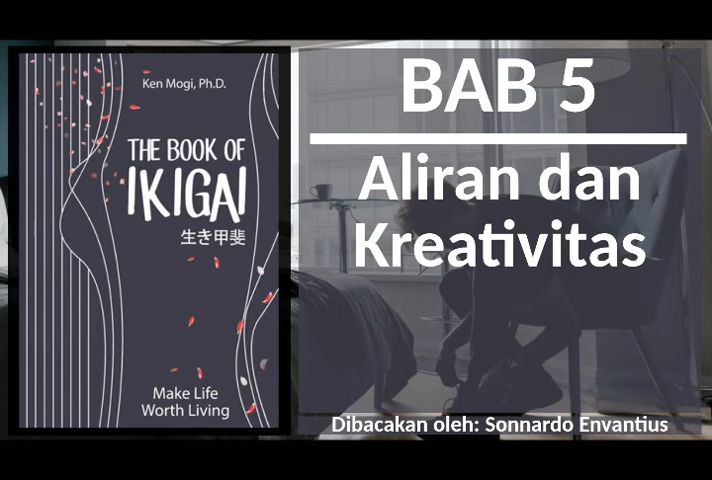 Ken Mogi, Ph.D.
THE BOOK OF
IKIGAI
生き甲斐
Make Life
Worth Living
BAB 5
Aliran dan
Kreativitas
Dibacakan oleh: Sonnardo Envantius